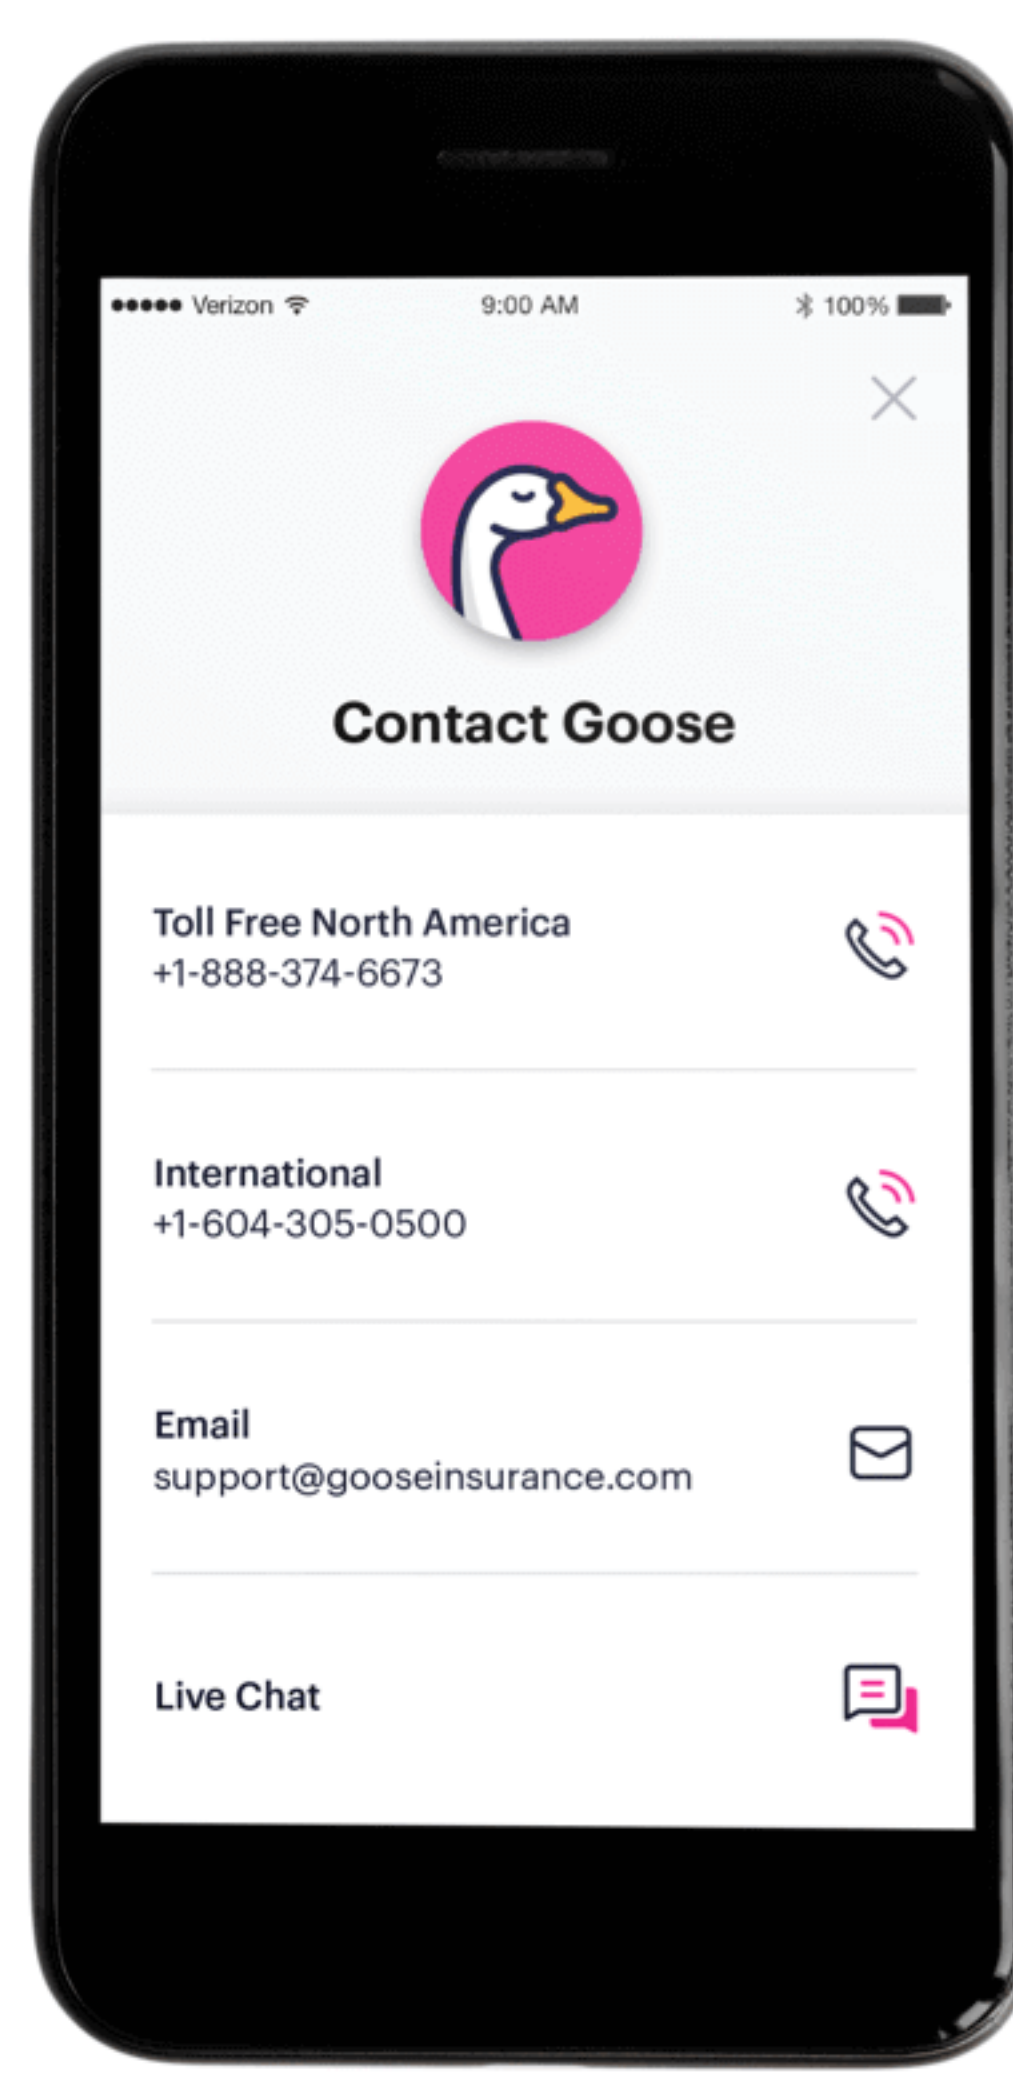 Verizon 9:00 AM 100%
Contact Goose
Toll Free North America
+1-888-374-6673
International
+1-604-305-0500
Email
support@gooseinsurance.com
Live Chat